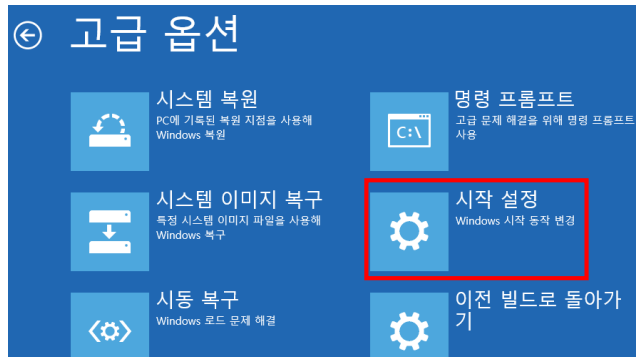 고급 옵션
시스템 복원
PC에 기록된 복원 지점을 사용해
Windows 복원
명령 프롬프트
고급 문제 해결을 위해 명령 프롬프트
사용
C:\
시스템 이미지 복구
특정 시스템 이미지 파일을 사용해
Windows 복구
시작 설정
Windows 시작 동작 변경
시동 복구
Windows 로드 문제 해결
이전 빌드로 돌아가
기